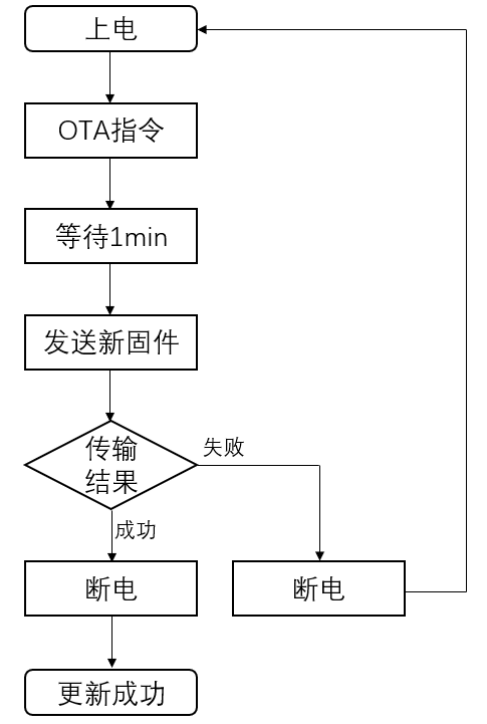 上电
OTA指令
等待1min
发送新固件
传输
结果
失败
成功
断电
断电
更新成功